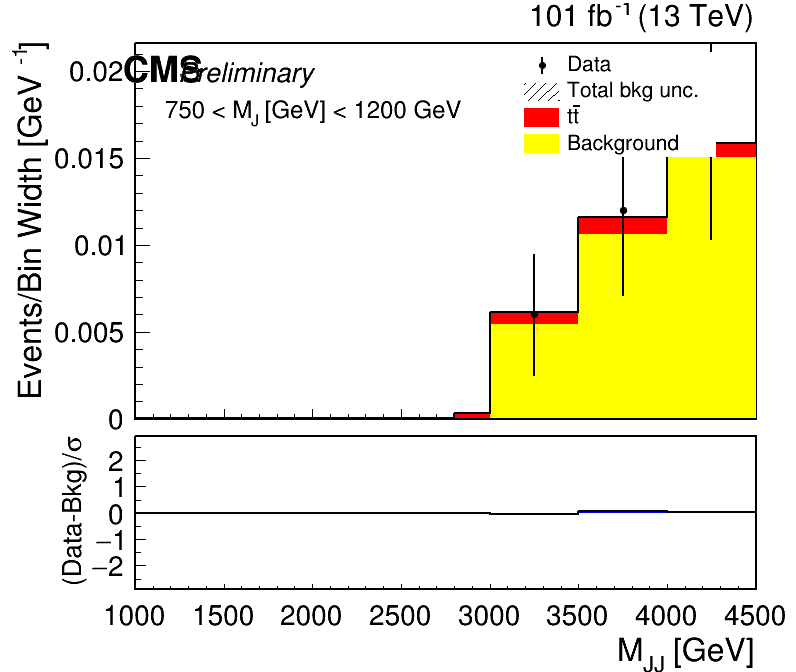 101 fb⁻¹ (13 TeV)
CMS Preliminary
750 < M_J [GeV] < 1200 GeV
Data
Total bkg unc.
tt̄
Background
Events/Bin Width [GeV⁻¹]
0.02
0.015
0.01
0.005
0
(Data-Bkg)/σ
2
1
0
−1
−2
1000 1500 2000 2500 3000 3500 4000 4500
M_JJ [GeV]